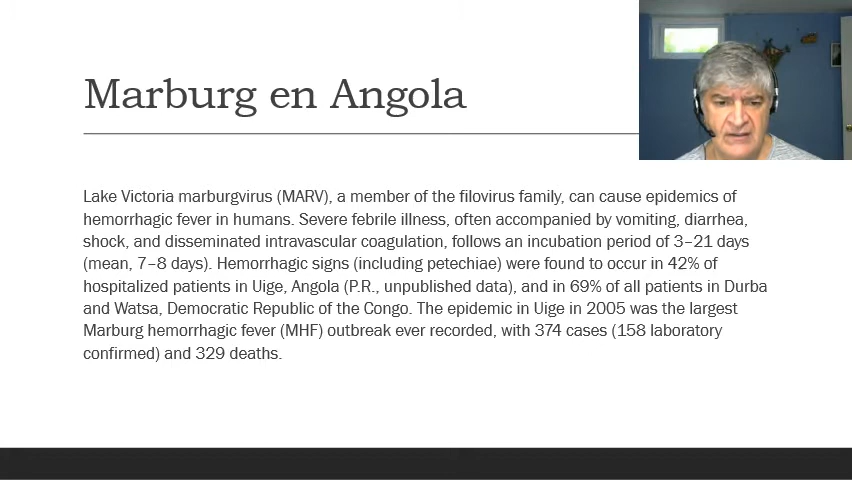 Marburg en Angola
Lake Victoria marburgvirus (MARV), a member of the filovirus family, can cause epidemics of
hemorrhagic fever in humans. Severe febrile illness, often accompanied by vomiting, diarrhea,
shock, and disseminated intravascular coagulation, follows an incubation period of 3–21 days
(mean, 7–8 days). Hemorrhagic signs (including petechiae) were found to occur in 42% of
hospitalized patients in Uige, Angola (P.R., unpublished data), and in 69% of all patients in Durba
and Watsa, Democratic Republic of the Congo. The epidemic in Uige in 2005 was the largest
Marburg hemorrhagic fever (MHF) outbreak ever recorded, with 374 cases (158 laboratory
confirmed) and 329 deaths.